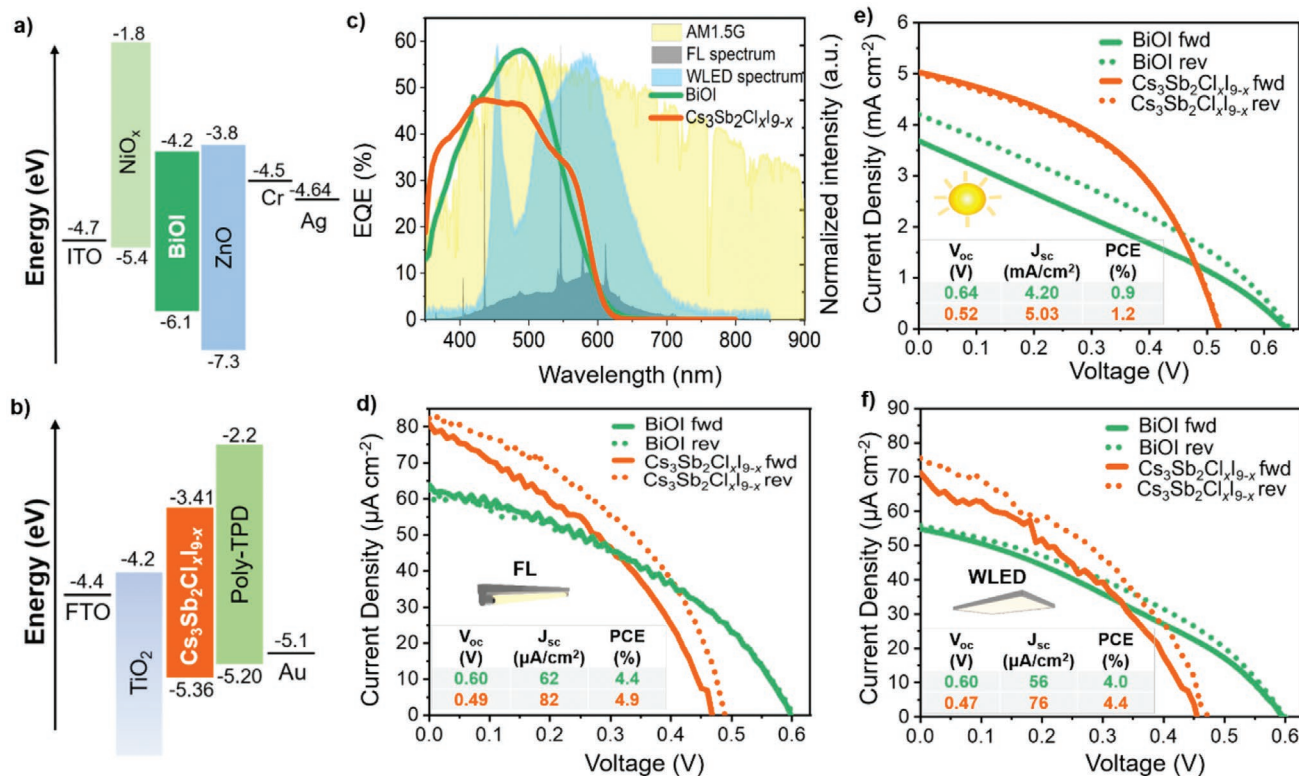 a)
Energy (eV)
-1.8
NiOₓ
-5.4
-4.7
ITO
-4.2
BiOI
-6.1
-3.8
ZnO
-7.3
-4.5
Cr
-4.64
Ag
b)
Energy (eV)
-4.4
FTO
-4.2
TiO₂
-3.41
Cs₃Sb₂ClₓI₉₋ₓ
-5.36
-2.2
Poly-TPD
-5.20
-5.1
Au
c)
EQE (%)
60
50
40
30
20
10
0
AM1.5G
FL spectrum
WLED spectrum
BiOI
Cs₃Sb₂ClₓI₉₋ₓ
Normalized intensity (a.u.)
400 500 600 700 800 900
Wavelength (nm)
d)
Current Density (µA cm⁻²)
80
70
60
50
40
30
20
10
0
BiOI fwd
BiOI rev
Cs₃Sb₂ClₓI₉₋ₓ fwd
Cs₃Sb₂ClₓI₉₋ₓ rev
FL
Vₒc Jₛc PCE
(V) (µA/cm²) (%)
0.60 62 4.4
0.49 82 4.9
0.0 0.1 0.2 0.3 0.4 0.5 0.6
Voltage (V)
e)
Current Density (mA cm⁻²)
6
5
4
3
2
1
0
BiOI fwd
BiOI rev
Cs₃Sb₂ClₓI₉₋ₓ fwd
Cs₃Sb₂ClₓI₉₋ₓ rev
Vₒc Jₛc PCE
(V) (mA/cm²) (%)
0.64 4.20 0.9
0.52 5.03 1.2
0.0 0.1 0.2 0.3 0.4 0.5 0.6 0.7
Voltage (V)
f)
Current Density (µA cm⁻²)
90
80
70
60
50
40
30
20
10
0
BiOI fwd
BiOI rev
Cs₃Sb₂ClₓI₉₋ₓ fwd
Cs₃Sb₂ClₓI₉₋ₓ rev
WLED
Vₒc Jₛc PCE
(V) (µA/cm²) (%)
0.60 56 4.0
0.47 76 4.4
0.0 0.1 0.2 0.3 0.4 0.5 0.6
Voltage (V)